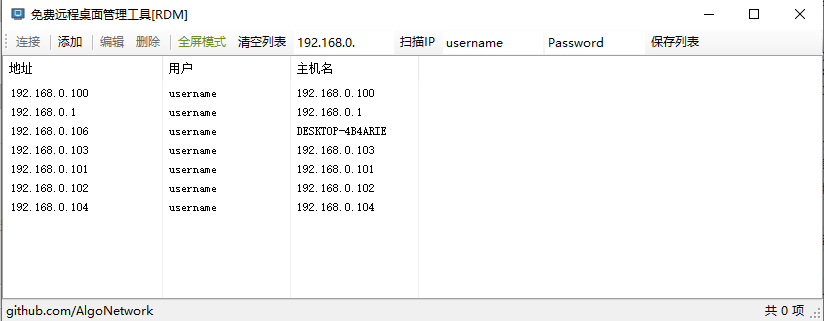 免费远程桌面管理工具[RDM]
连接 添加 编辑 删除 全屏模式 清空列表 192.168.0. 扫描IP username Password 保存列表
地址 用户 主机名
192.168.0.100 username 192.168.0.100
192.168.0.1 username 192.168.0.1
192.168.0.106 username DESKTOP-4B4ARIE
192.168.0.103 username 192.168.0.103
192.168.0.101 username 192.168.0.101
192.168.0.102 username 192.168.0.102
192.168.0.104 username 192.168.0.104
github.com/AlgoNetwork 共 0 项